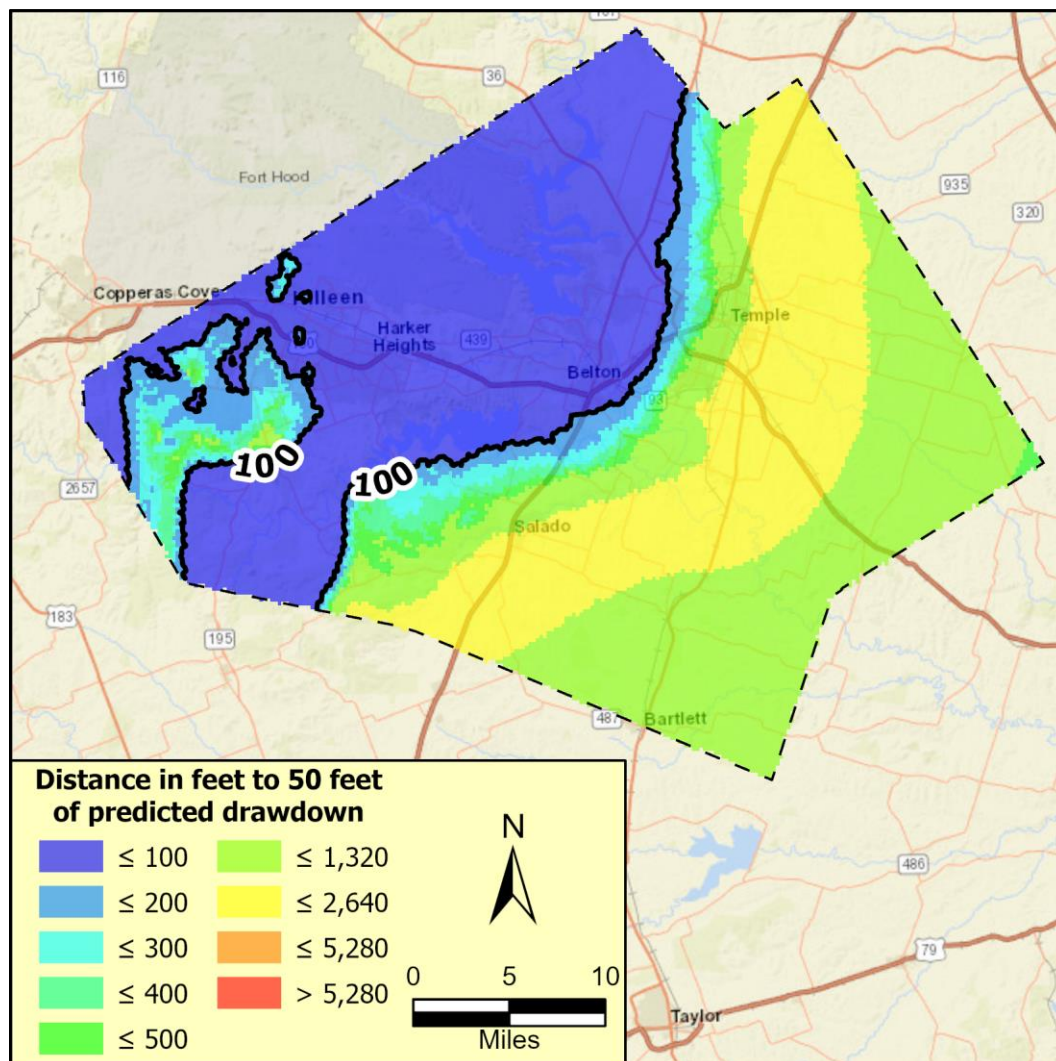 116
36
Fort Hood
935
320
Copperas Cove
Killeen
Harker
Heights
439
Temple
Belton
93
100
100
2657
Salado
183
195
487
Bartlett
486
79
Taylor
Distance in feet to 50 feet
of predicted drawdown
≤ 100
≤ 200
≤ 300
≤ 400
≤ 500
≤ 1,320
≤ 2,640
≤ 5,280
> 5,280
N
0
5
10
Miles